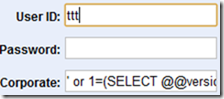 User ID: ttt
Password:
Corporate: ' or 1=(SELECT @@versio